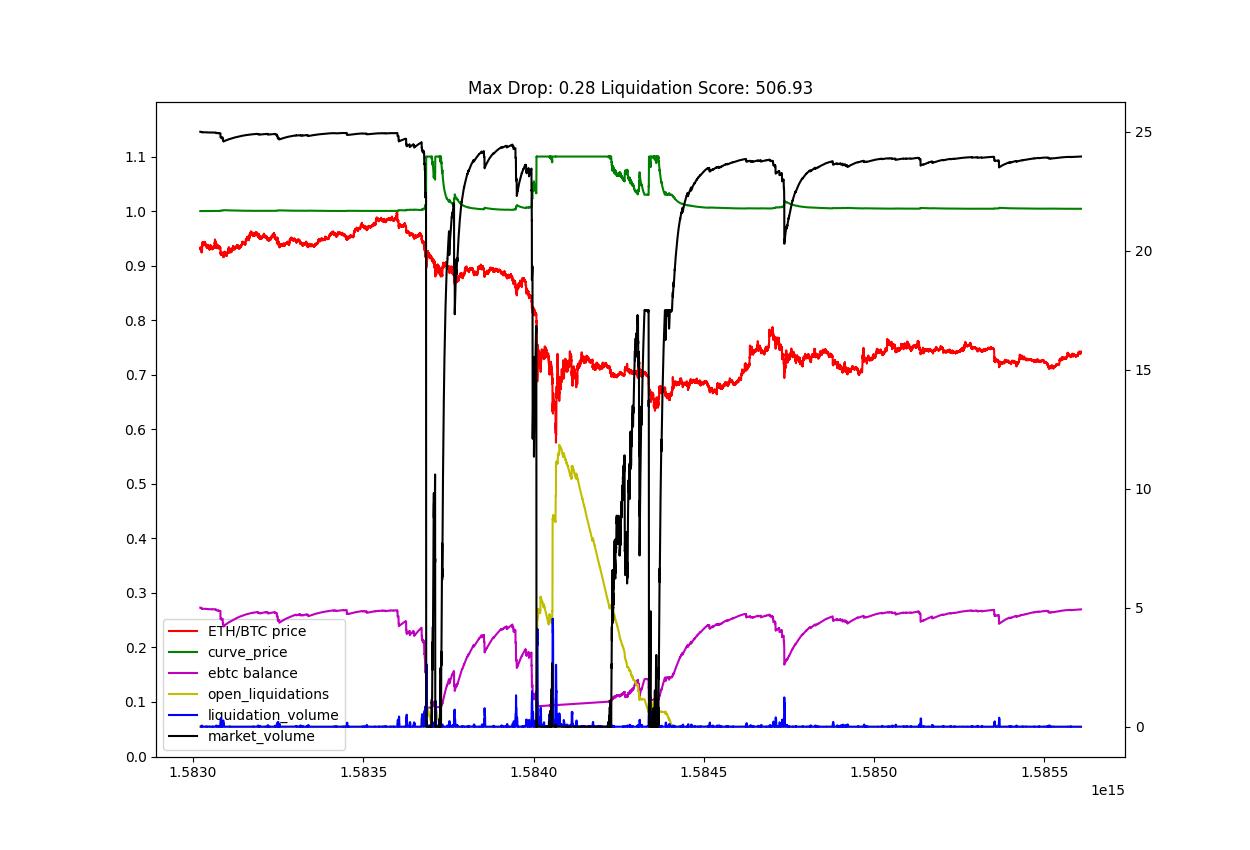 Max Drop: 0.28 Liquidation Score: 506.93
1.1
1.0
0.9
0.8
0.7
0.6
0.5
0.4
0.3
0.2
0.1
0.0
25
20
15
10
5
0
ETH/BTC price
curve_price
ebtc balance
open_liquidations
liquidation_volume
market_volume
1.5830 1.5835 1.5840 1.5845 1.5850 1.5855
1e15